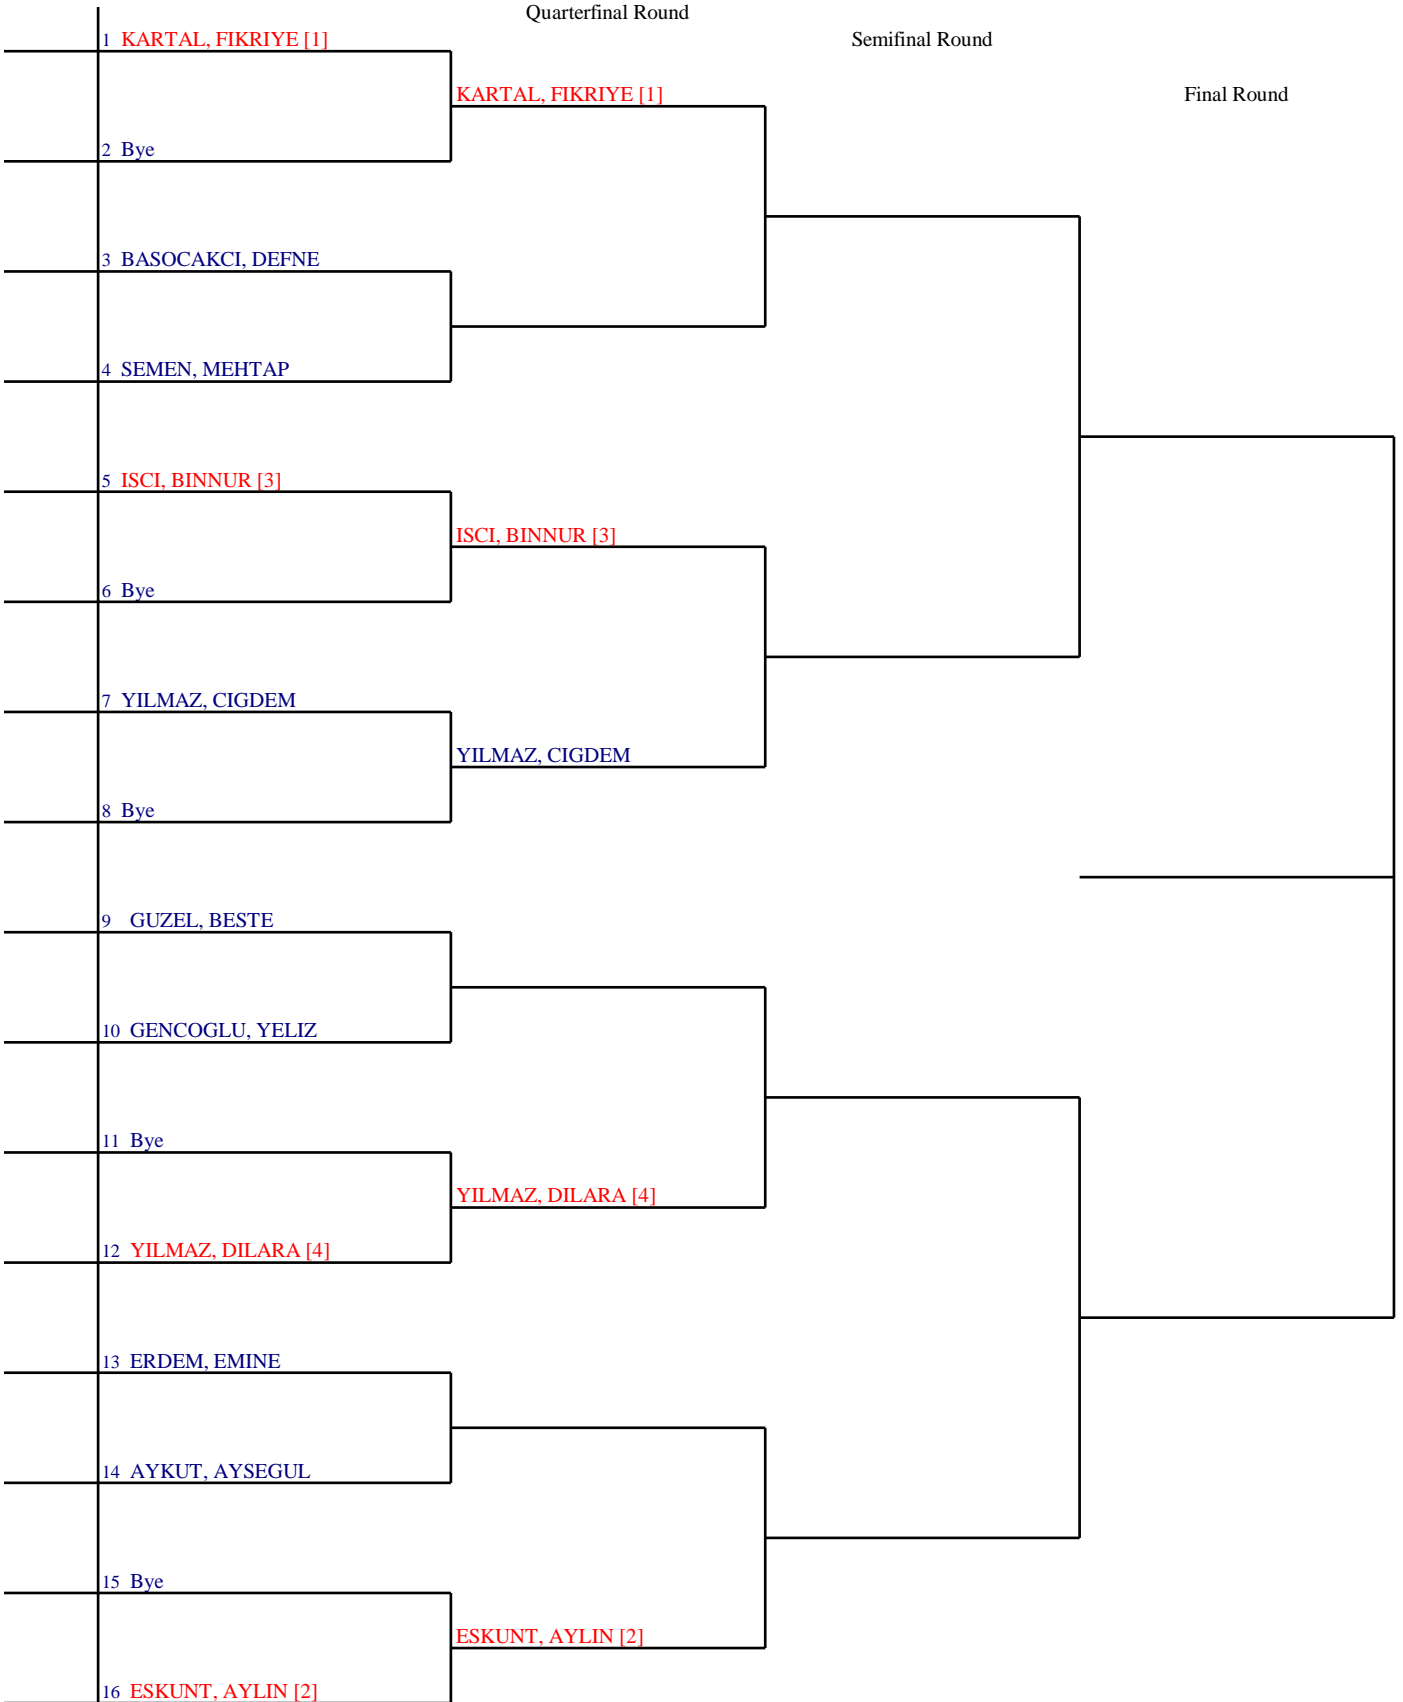 Quarterfinal Round
Semifinal Round
Final Round
1 KARTAL, FIKRIYE [1]
KARTAL, FIKRIYE [1]
2 Bye
3 BASOCAKCI, DEFNE
4 SEMEN, MEHTAP
5 ISCI, BINNUR [3]
ISCI, BINNUR [3]
6 Bye
7 YILMAZ, CIGDEM
YILMAZ, CIGDEM
8 Bye
9 GUZEL, BESTE
10 GENCOGLU, YELIZ
11 Bye
YILMAZ, DILARA [4]
12 YILMAZ, DILARA [4]
13 ERDEM, EMINE
14 AYKUT, AYSEGUL
15 Bye
ESKUNT, AYLIN [2]
16 ESKUNT, AYLIN [2]